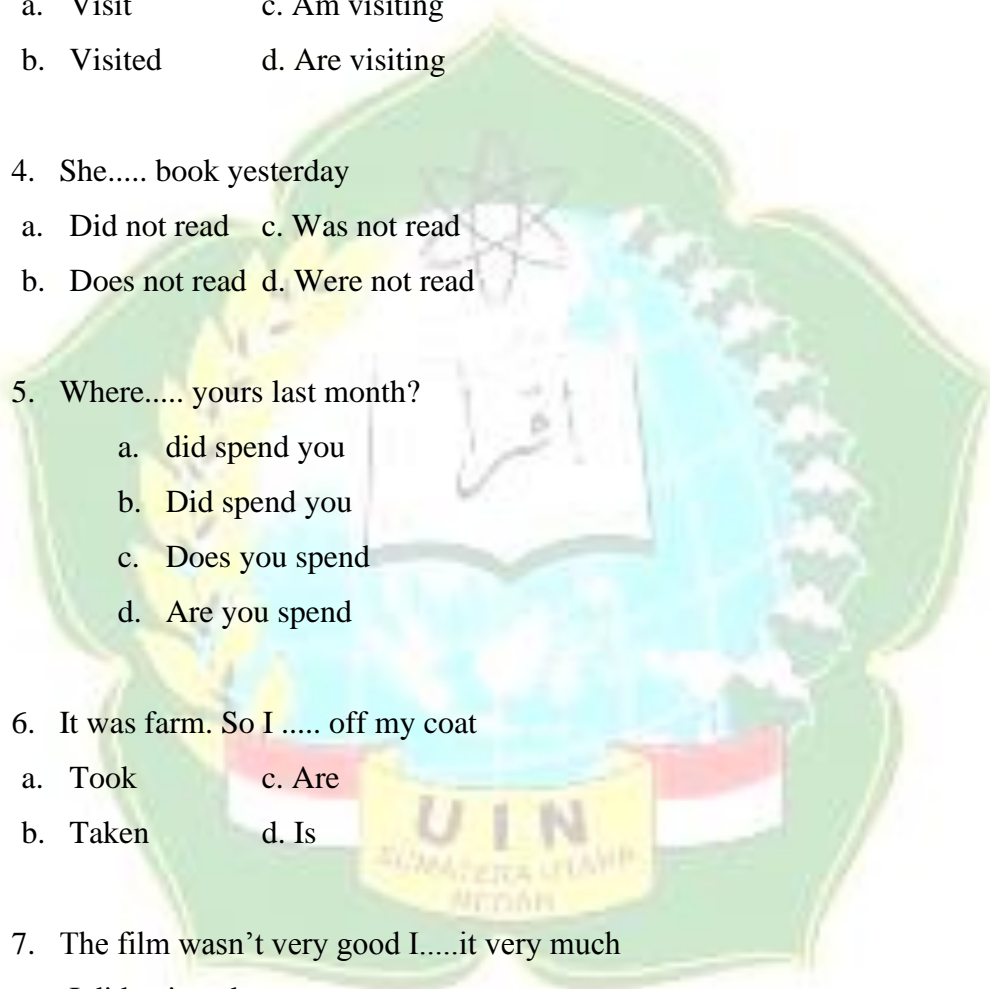 a. Visit c. Am visiting
b. Visited d. Are visiting
4. She..... book yesterday
a. Did not read c. Was not read
b. Does not read d. Were not read
5. Where..... yours last month?
a. did spend you
b. Did spend you
c. Does you spend
d. Are you spend
6. It was farm. So I ..... off my coat
a. Took c. Are
b. Taken d. Is
UIN
SUMATERA UTARA
MEDAN
7. The film wasn’t very good I.....it very much